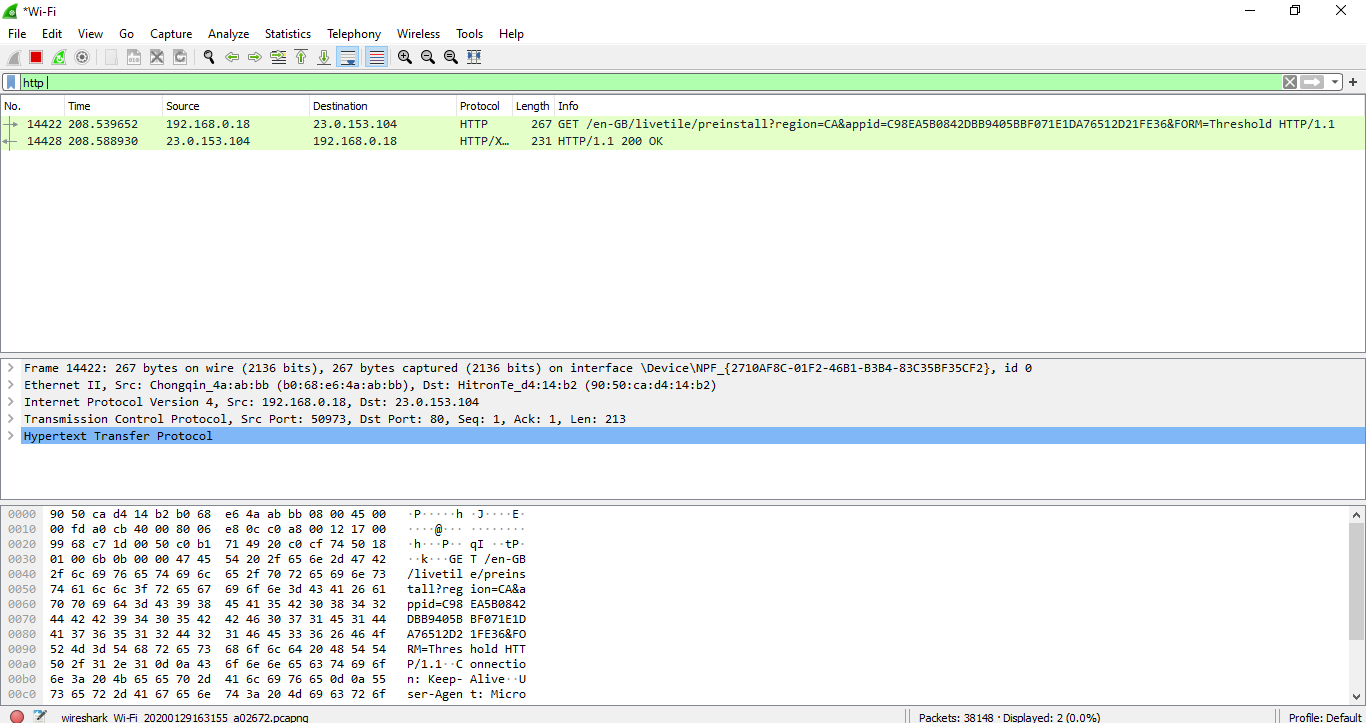 *Wi-Fi
File Edit View Go Capture Analyze Statistics Telephony Wireless Tools Help
http
No. Time Source Destination Protocol Length Info
14422 208.539652 192.168.0.18 23.0.153.104 HTTP 267 GET /en-GB/livetile/preinstall?region=CA&appid=C98EA5B0842DBB9405BBF071E1DA76512D21FE36&FORM=Threshold HTTP/1.1
14428 208.588930 23.0.153.104 192.168.0.18 HTTP/X… 231 HTTP/1.1 200 OK
Frame 14422: 267 bytes on wire (2136 bits), 267 bytes captured (2136 bits) on interface \Device\NPF_{2710AF8C-01F2-46B1-B3B4-83C35BF35CF2}, id 0
Ethernet II, Src: Chongqin_4a:ab:bb (b0:68:e6:4a:ab:bb), Dst: HitronTe_d4:14:b2 (90:50:ca:d4:14:b2)
Internet Protocol Version 4, Src: 192.168.0.18, Dst: 23.0.153.104
Transmission Control Protocol, Src Port: 50973, Dst Port: 80, Seq: 1, Ack: 1, Len: 213
Hypertext Transfer Protocol
0000 90 50 ca d4 14 b2 b0 68 e6 4a ab bb 08 00 45 00 ·P·····h ·J····E·
0010 00 fd a0 cb 40 00 80 06 e8 0c c0 a8 00 12 17 00 ····@··· ········
0020 99 68 c7 1d 00 50 c0 b1 71 49 20 c0 cf 74 50 18 ·h···P·· qI ··tP·
0030 01 00 6b 0b 00 00 47 45 54 20 2f 65 6e 2d 47 42 ··k···GE T /en-GB
0040 2f 6c 69 76 65 74 69 6c 65 2f 70 72 65 69 6e 73 /livetil e/preins
0050 74 61 6c 6c 3f 72 65 67 69 6f 6e 3d 43 41 26 61 tall?reg ion=CA&a
0060 70 70 69 64 3d 43 39 38 45 41 35 42 30 38 34 32 ppid=C98 EA5B0842
0070 44 42 42 39 34 30 35 42 42 46 30 37 31 45 31 44 DBB9405B BF071E1D
0080 41 37 36 35 31 32 44 32 31 46 45 33 36 26 46 4f A76512D2 1FE36&FO
0090 52 4d 3d 54 68 72 65 73 68 6f 6c 64 20 48 54 54 RM=Thres hold HTT
00a0 50 2f 31 2e 31 0d 0a 43 6f 6e 6e 65 63 74 69 6f P/1.1··C onnectio
00b0 6e 3a 20 4b 65 65 70 2d 41 6c 69 76 65 0d 0a 55 n: Keep- Alive··U
00c0 73 65 72 2d 41 67 65 6e 74 3a 20 4d 69 63 72 6f ser-Agen t: Micro
wireshark_Wi-Fi_20200129163155_a02672.pcapng Packets: 38148 · Displayed: 2 (0.0%) Profile: Default